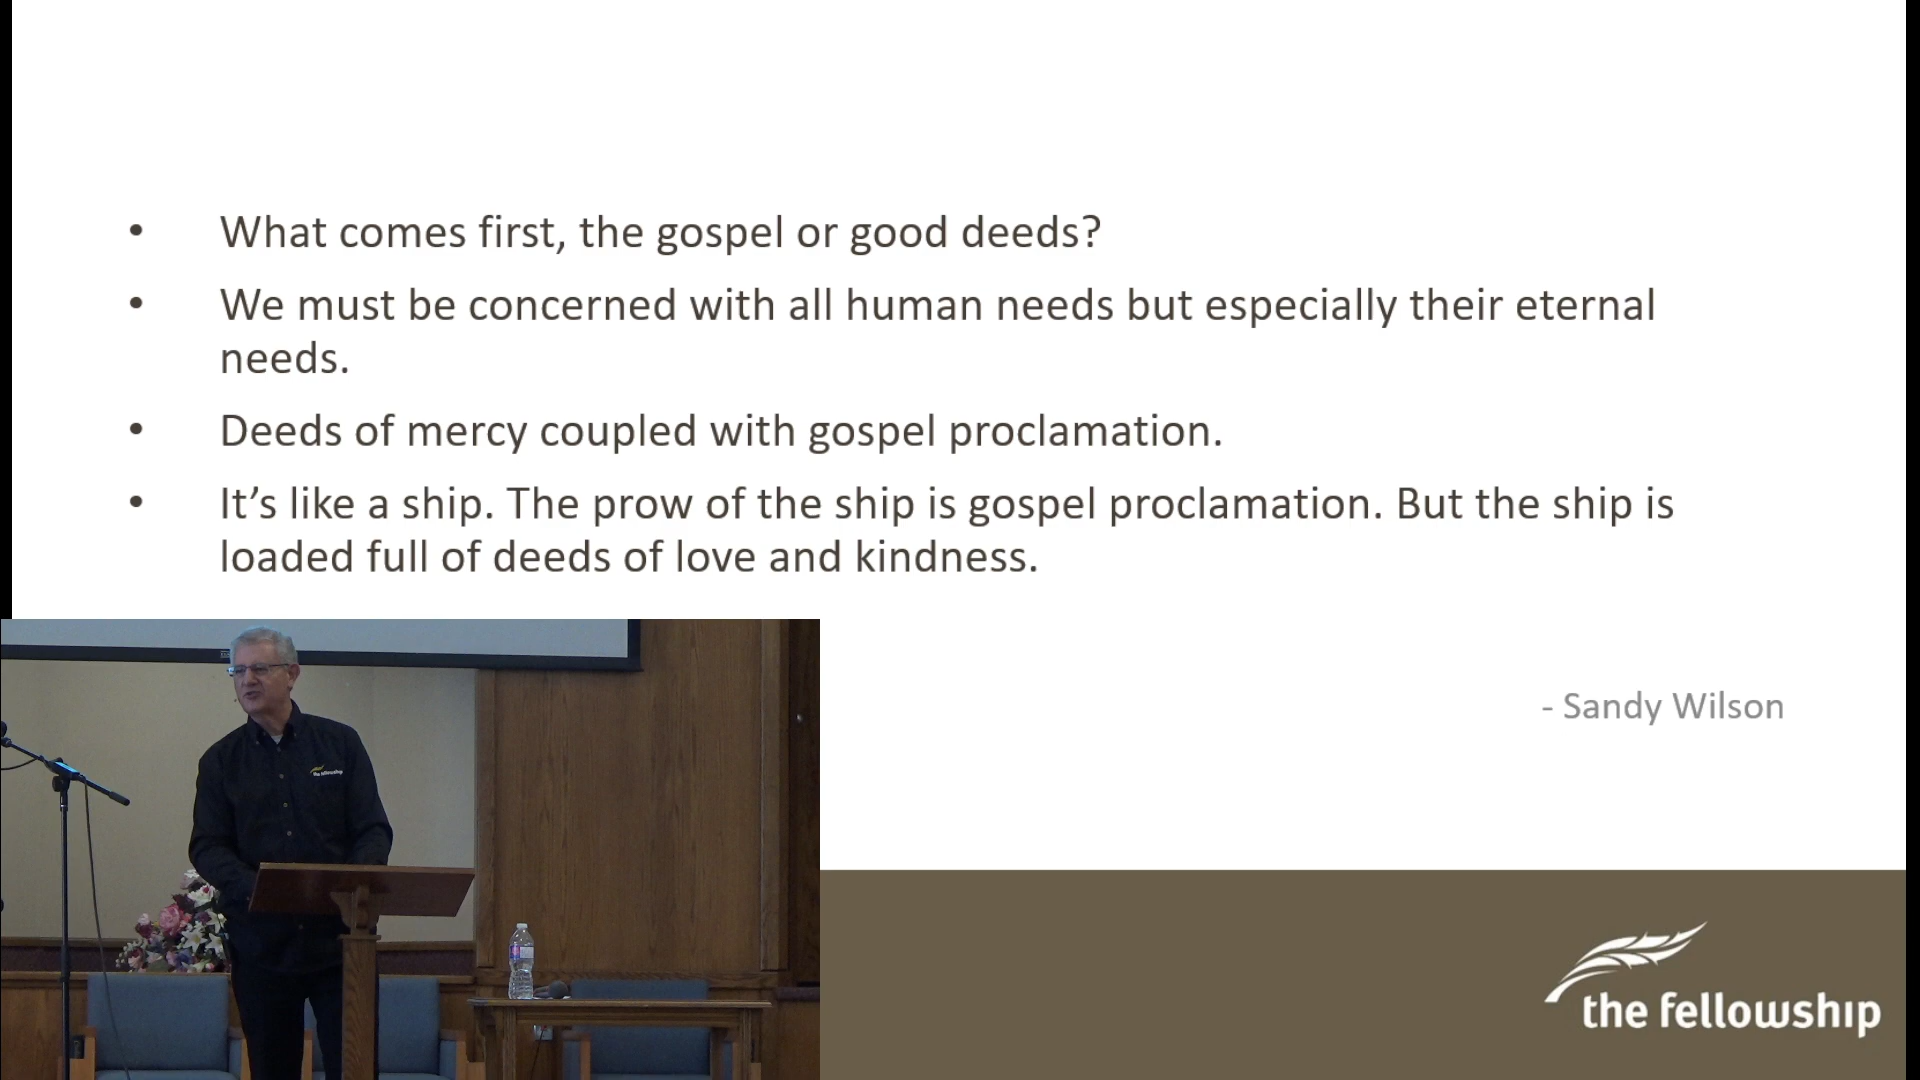 • What comes first, the gospel or good deeds?
• We must be concerned with all human needs but especially their eternal
needs.
• Deeds of mercy coupled with gospel proclamation.
• It’s like a ship. The prow of the ship is gospel proclamation. But the ship is
loaded full of deeds of love and kindness.
- Sandy Wilson
the fellowship
the fellowship